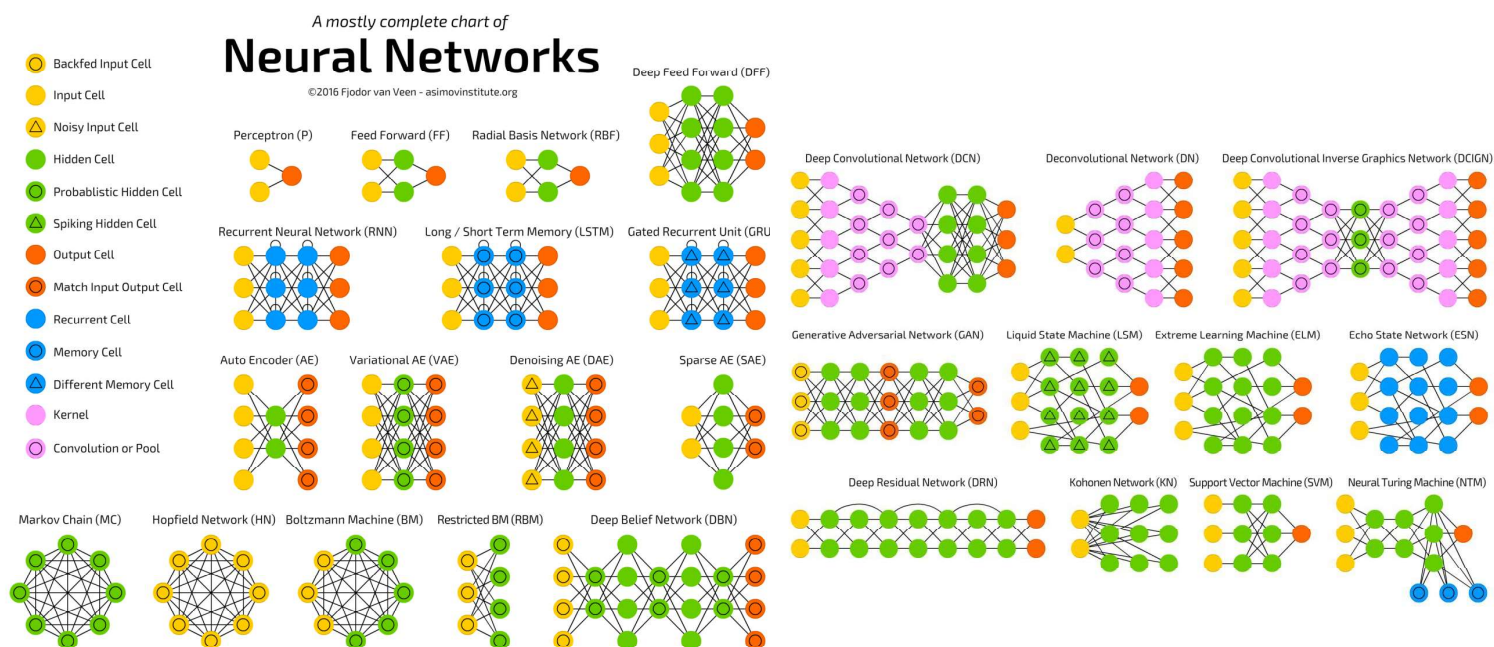 A mostly complete chart of
Neural Networks
©2016 Fjodor van Veen - asimovinstitute.org
Backfed Input Cell
Input Cell
Noisy Input Cell
Hidden Cell
Probablistic Hidden Cell
Spiking Hidden Cell
Output Cell
Match Input Output Cell
Recurrent Cell
Memory Cell
Different Memory Cell
Kernel
Convolution or Pool
Deep Feed Forward (DFF)
Perceptron (P)
Feed Forward (FF)
Radial Basis Network (RBF)
Recurrent Neural Network (RNN)
Long / Short Term Memory (LSTM)
Gated Recurrent Unit (GRU
Auto Encoder (AE)
Variational AE (VAE)
Denoising AE (DAE)
Sparse AE (SAE)
Markov Chain (MC)
Hopfield Network (HN)
Boltzmann Machine (BM)
Restricted BM (RBM)
Deep Belief Network (DBN)
Deep Convolutional Network (DCN)
Deconvolutional Network (DN)
Deep Convolutional Inverse Graphics Network (DCIGN)
Generative Adversarial Network (GAN)
Liquid State Machine (LSM)
Extreme Learning Machine (ELM)
Echo State Network (ESN)
Deep Residual Network (DRN)
Kohonen Network (KN)
Support Vector Machine (SVM)
Neural Turing Machine (NTM)